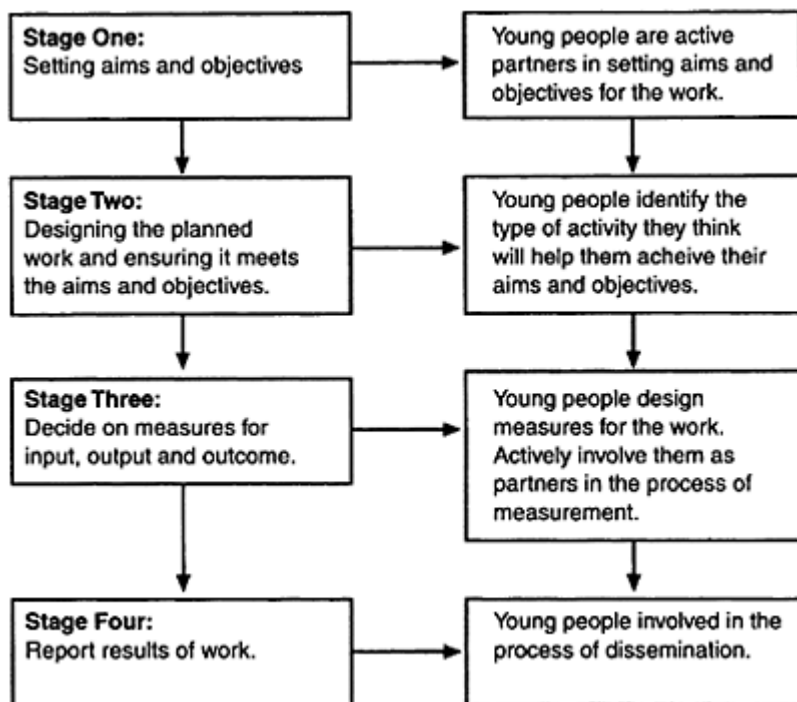 Stage One:
Setting aims and objectives
Young people are active
partners in setting aims and
objectives for the work.
Stage Two:
Designing the planned
work and ensuring it meets
the aims and objectives.
Young people identify the
type of activity they think
will help them acheive their
aims and objectives.
Stage Three:
Decide on measures for
input, output and outcome.
Young people design
measures for the work.
Actively involve them as
partners in the process of
measurement.
Stage Four:
Report results of work.
Young people involved in the
process of dissemination.